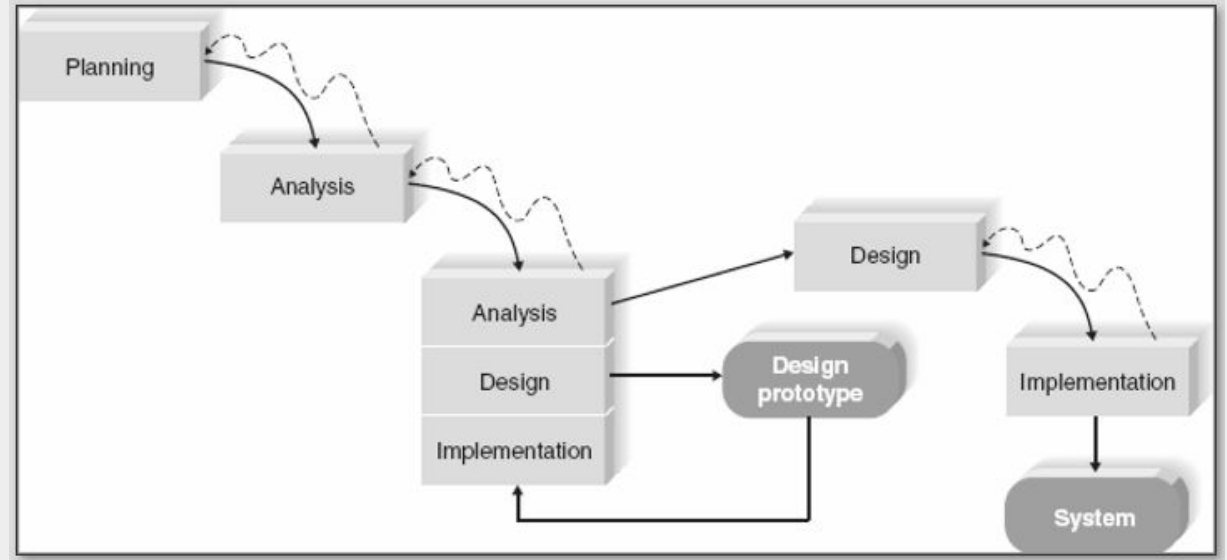 Planning
Analysis
Analysis
Design
Implementation
Design
prototype
Design
Implementation
System